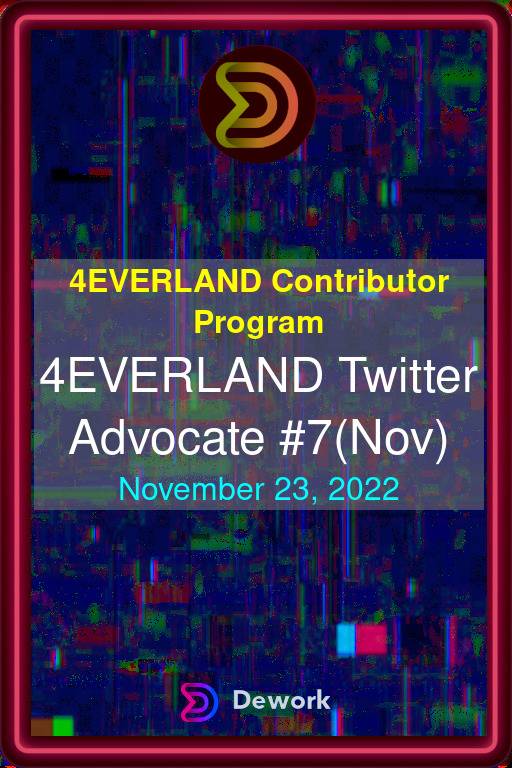 4EVERLAND Contributor
Program
4EVERLAND Twitter
Advocate #7(Nov)
November 23, 2022
Dework